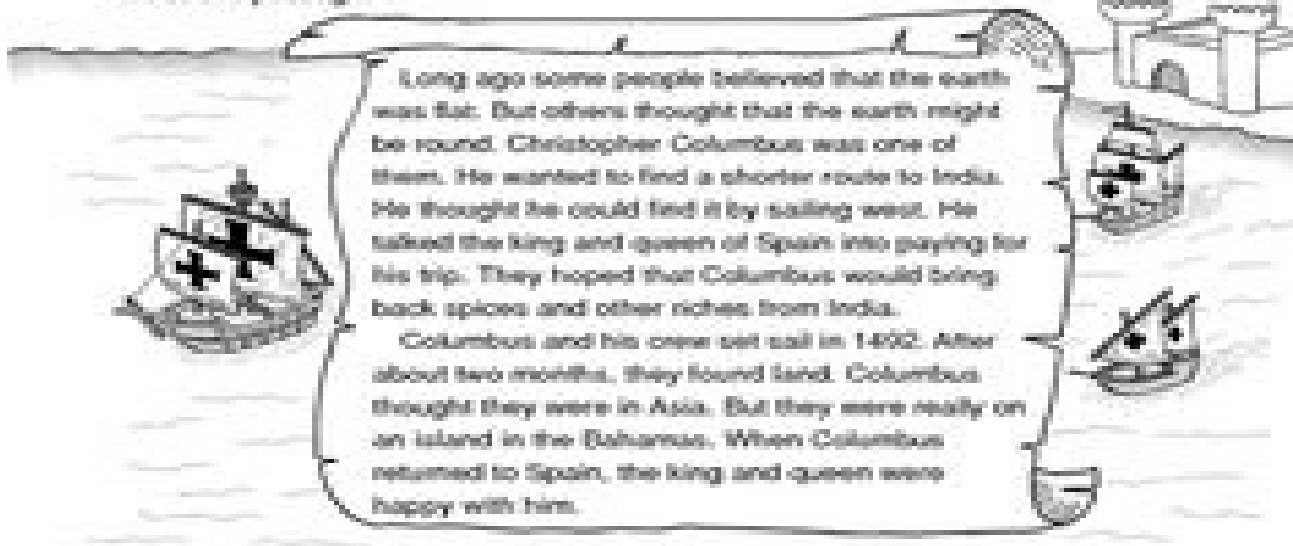 Long ago some people believed that the earth
was flat. But others thought that the earth might
be round. Christopher Columbus was one of
them. He wanted to find a shorter route to India.
He thought he could find it by sailing west. He
talked the king and queen of Spain into paying for
his trip. They hoped that Columbus would bring
back spices and other riches from India.
Columbus and his crew set sail in 1492. After
about two months, they found land. Columbus
thought they were in Asia. But they were really on
an island in the Bahamas. When Columbus
returned to Spain, the king and queen were
happy with him.